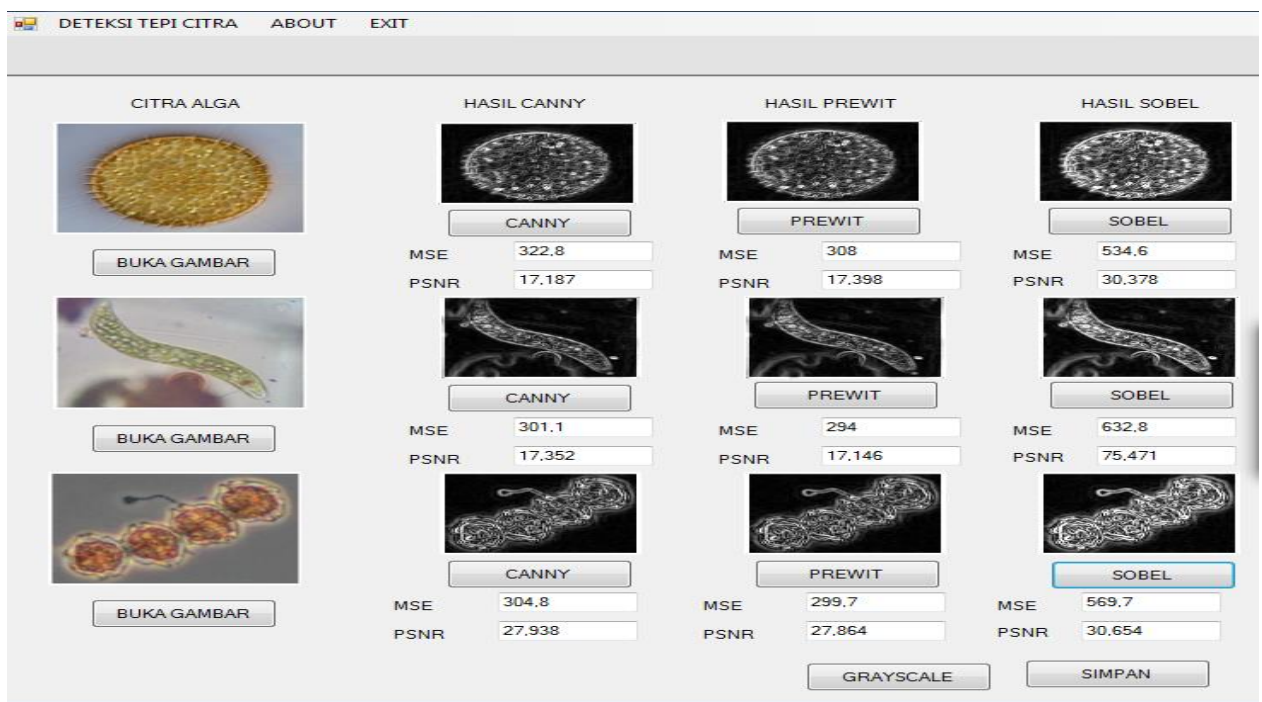 DETEKSI TEPI CITRA ABOUT EXIT
CITRA ALGA HASIL CANNY HASIL PREWIT HASIL SOBEL
CANNY PREWIT SOBEL
BUKA GAMBAR MSE 322,8 MSE 308 MSE 534,6
PSNR 17,187 PSNR 17,398 PSNR 30,378
CANNY PREWIT SOBEL
BUKA GAMBAR MSE 301,1 MSE 294 MSE 632,8
PSNR 17,352 PSNR 17,146 PSNR 75,471
CANNY PREWIT SOBEL
BUKA GAMBAR MSE 304,8 MSE 299,7 MSE 569,7
PSNR 27,938 PSNR 27,864 PSNR 30,654
GRAYSCALE SIMPAN